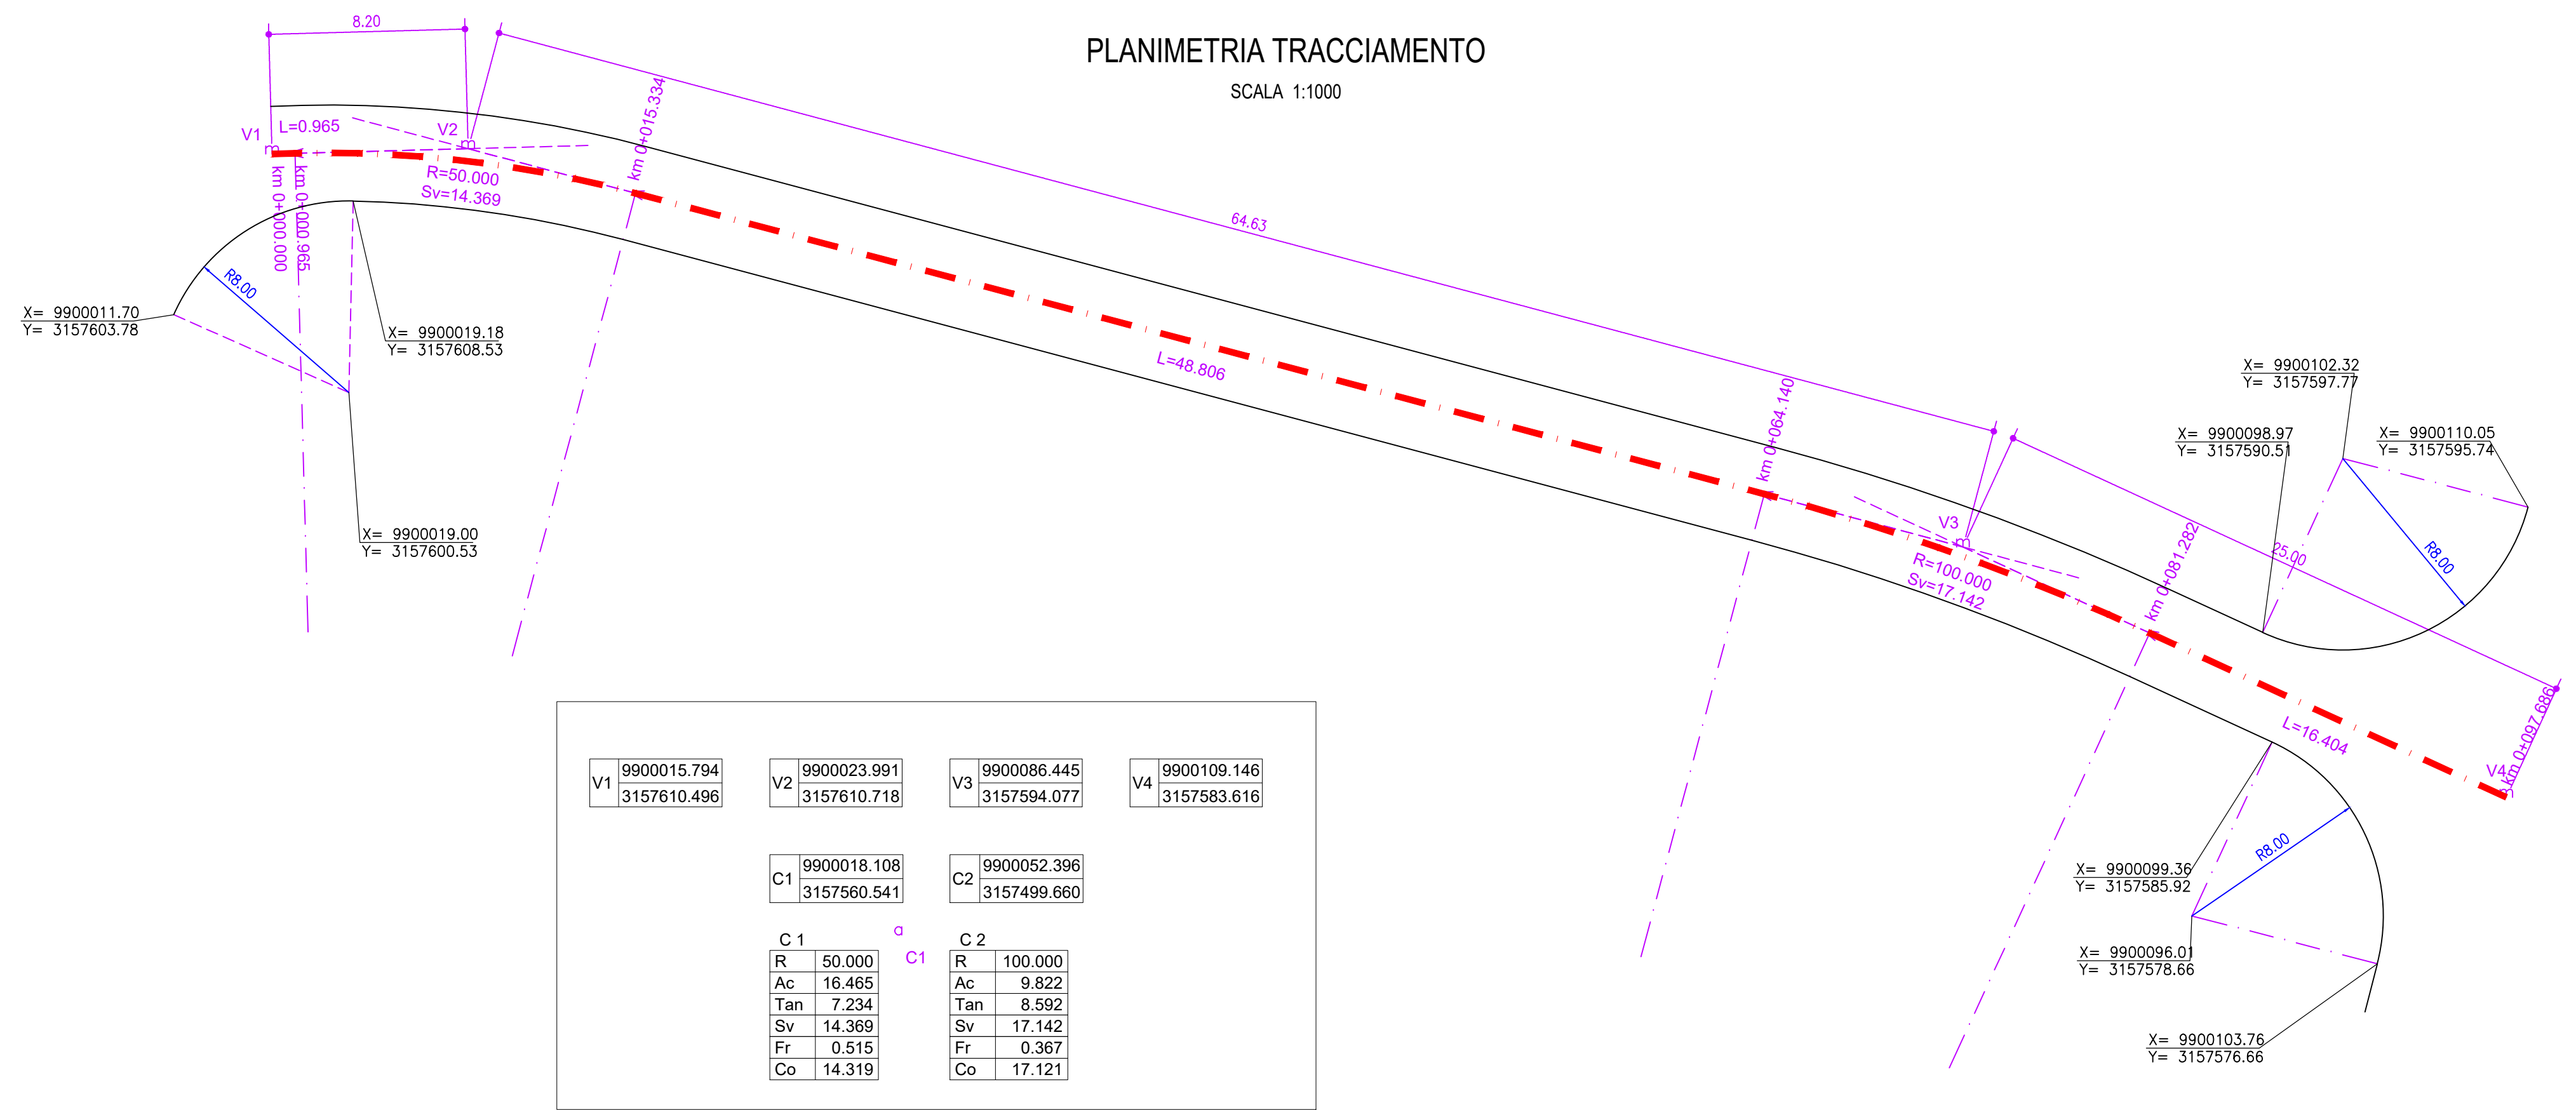 PLANIMETRIA TRACCIAMENTO
SCALA 1:1000
8.20
V1
L=0.965
V2
m
m
km 0+000.000
km 0+000.965
R=50.000
Sv=14.369
km 0+015.334
64.63
L=48.806
R8.00
X= 9900011.70
Y= 3157603.78
X= 9900019.18
Y= 3157608.53
X= 9900019.00
Y= 3157600.53
km 0+064.140
V3
m
R=100.000
Sv=17.142
km 0+081.282
25.00
X= 9900102.32
Y= 3157597.77
X= 9900098.97
Y= 3157590.51
X= 9900110.05
Y= 3157595.74
R8.00
L=16.404
V4
km 0+097.686
R8.00
X= 9900099.36
Y= 3157585.92
X= 9900096.01
Y= 3157578.66
X= 9900103.76
Y= 3157576.66
V1 9900015.794
3157610.496
V2 9900023.991
3157610.718
V3 9900086.445
3157594.077
V4 9900109.146
3157583.616
C1 9900018.108
3157560.541
C2 9900052.396
3157499.660
a
C1
C 1
R 50.000
Ac 16.465
Tan 7.234
Sv 14.369
Fr 0.515
Co 14.319
C 2
R 100.000
Ac 9.822
Tan 8.592
Sv 17.142
Fr 0.367
Co 17.121